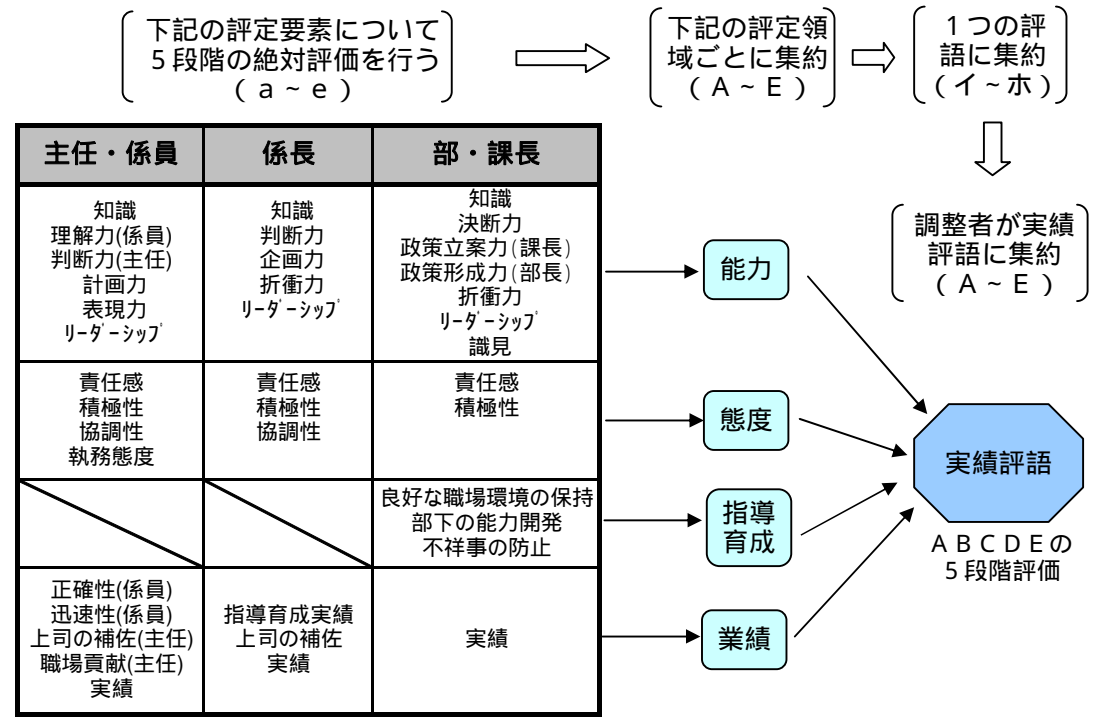 下記の評定要素について
5段階の絶対評価を行う
(a~e)
下記の評定領
域ごとに集約
(A~E)
1つの評
語に集約
(イ~ホ)
調整者が実績
評語に集約
(A~E)
主任・係員
係長
部・課長
知識
理解力(係員)
判断力(主任)
計画力
表現力
リーダーシップ
知識
判断力
企画力
折衝力
リーダーシップ
知識
決断力
政策立案力(課長)
政策形成力(部長)
折衝力
リーダーシップ
識見
能力
責任感
積極性
協調性
執務態度
責任感
積極性
協調性
責任感
積極性
態度
良好な職場環境の保持
部下の能力開発
不祥事の防止
指導
育成
正確性(係員)
迅速性(係員)
上司の補佐(主任)
職場貢献(主任)
実績
指導育成実績
上司の補佐
実績
実績
業績
実績評語
ABCDEの
5段階評価